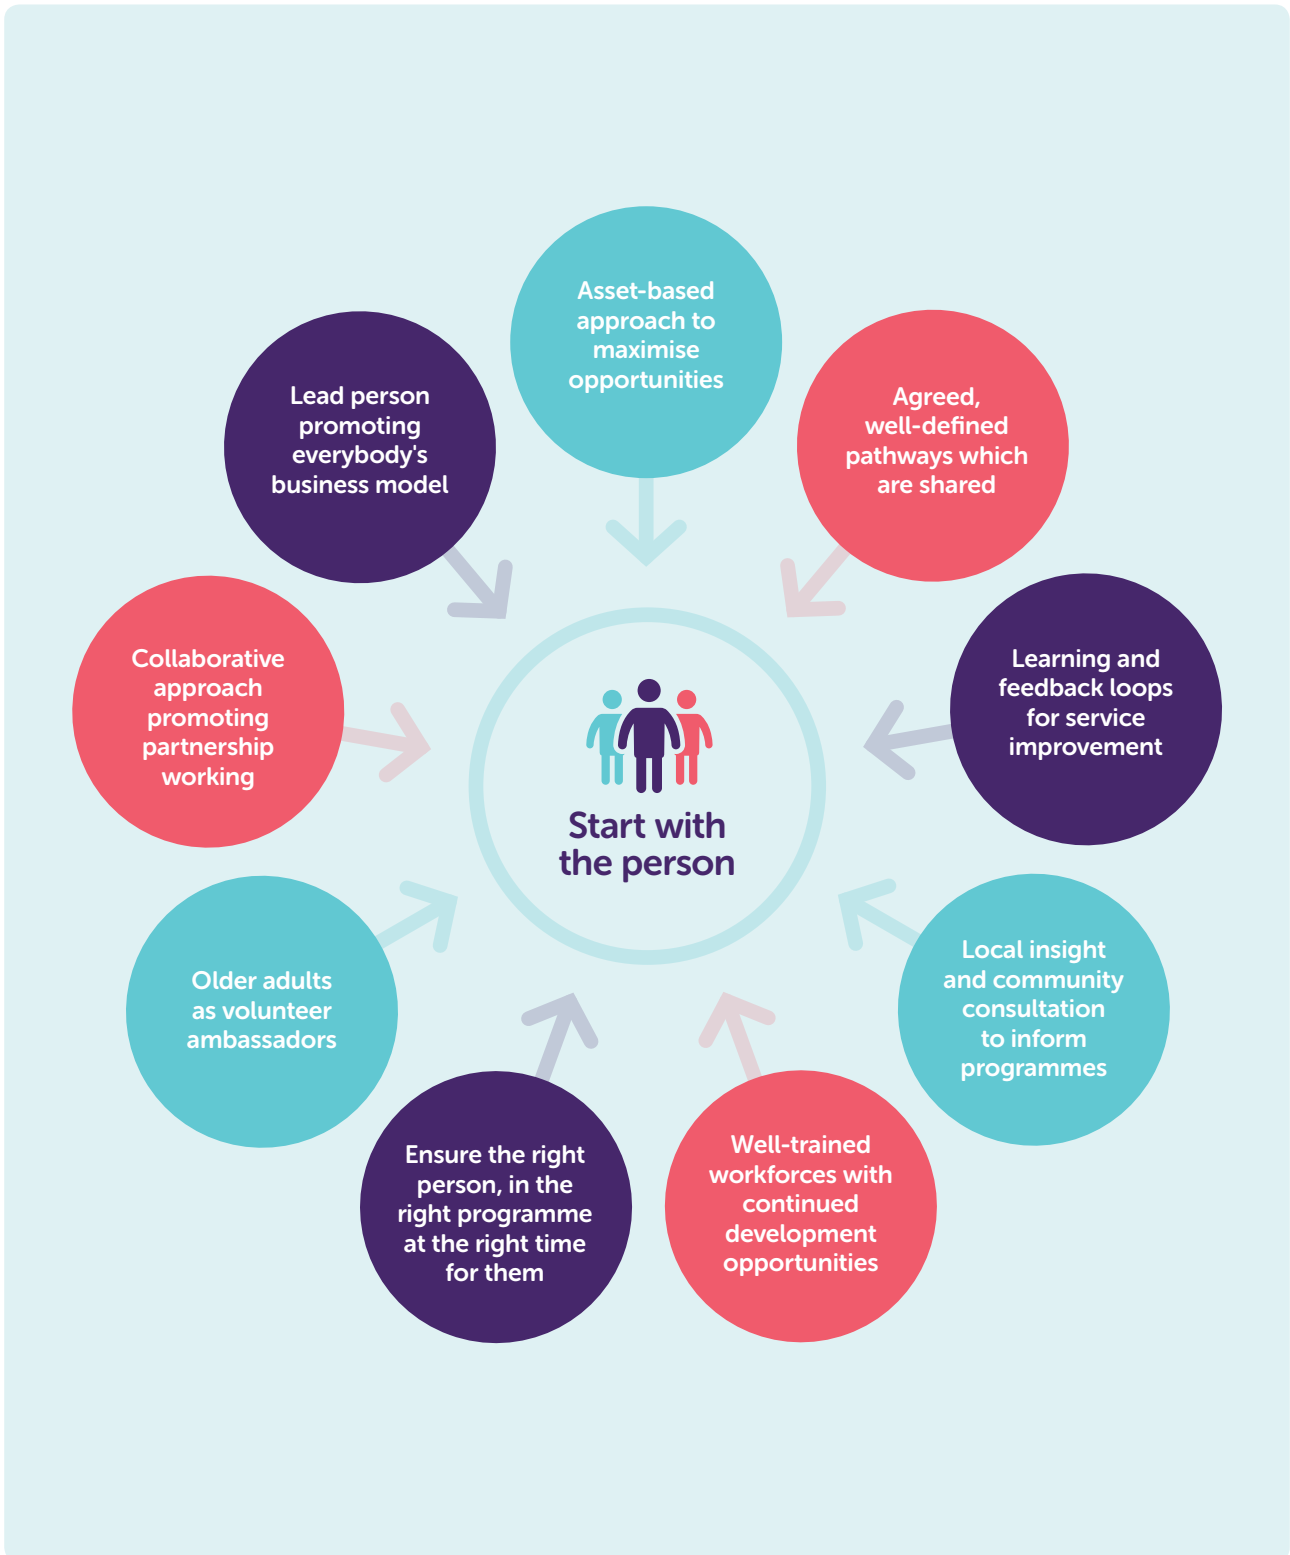 Asset-based
approach to
maximise
opportunities
Agreed,
well-defined
pathways which
are shared
Learning and
feedback loops
for service
improvement
Local insight
and community
consultation
to inform
programmes
Well-trained
workforces with
continued
development
opportunities
Ensure the right
person, in the
right programme
at the right time
for them
Older adults
as volunteer
ambassadors
Collaborative
approach
promoting
partnership
working
Lead person
promoting
everybody's
business model
Start with
the person